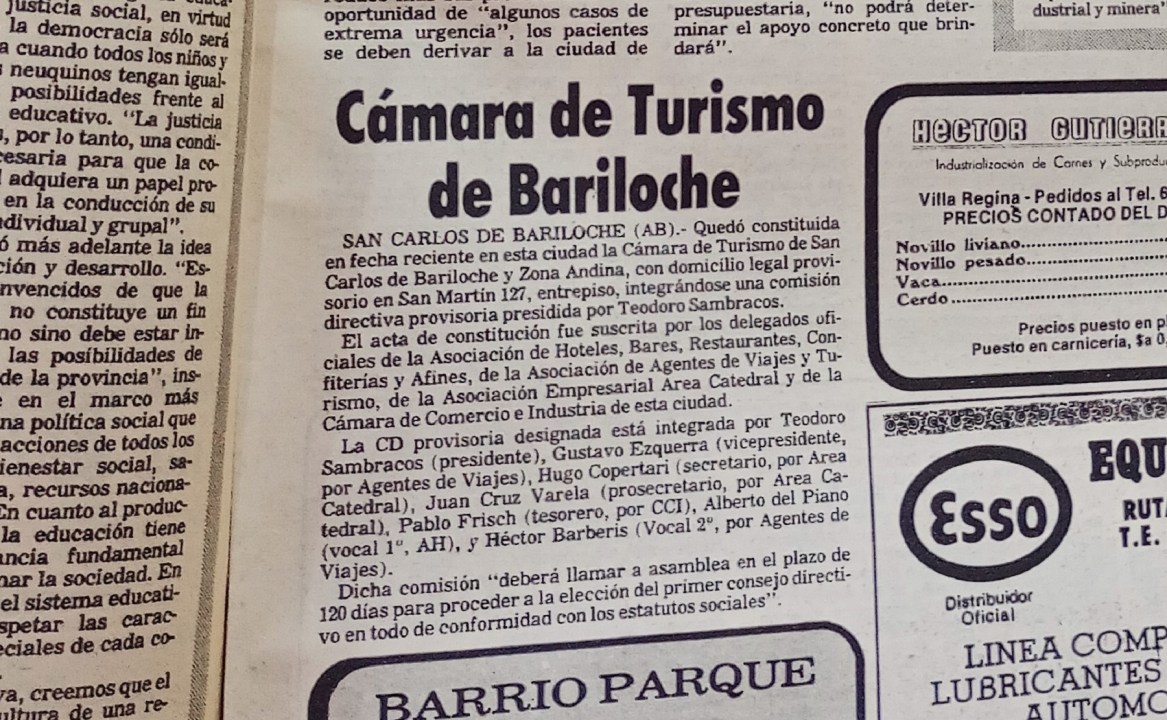 justicia social, en virtud
la democracia sólo será
a cuando todos los niños y
neuquinos tengan igual-
posibilidades frente al
educativo. "La justicia
, por lo tanto, una condi-
cesaria para que la co-
adquiera un papel pro-
en la conducción de su
ndividual y grupal".
ó más adelante la idea
ción y desarrollo. "Es-
nvencidos de que la
no constituye un fin
no sino debe estar in-
las posibilidades de
de la provincia", ins-
en el marco más
na política social que
acciones de todos los
ienestar social, sa-
a, recursos naciona-
En cuanto al produc-
la educación tiene
ancia fundamental
mar la sociedad. En
el sistema educati-
spetar las carac-
eciales de cada co-
va, creemos que el
ultura de una re-
oportunidad de "algunos casos de
extrema urgencia", los pacientes
se deben derivar a la ciudad de
presupuestaria, "no podrá deter-
minar el apoyo concreto que brin-
dará".
dustrial y minera"
Cámara de Turismo
de Bariloche
SAN CARLOS DE BARILOCHE (AB).- Quedó constituida
en fecha reciente en esta ciudad la Cámara de Turismo de San
Carlos de Bariloche y Zona Andina, con domicilio legal provi-
sorio en San Martín 127, entrepiso, integrándose una comisión
directiva provisoria presidida por Teodoro Sambracos.
El acta de constitución fue suscrita por los delegados ofi-
ciales de la Asociación de Hoteles, Bares, Restaurantes, Con-
fiterías y Afines, de la Asociación de Agentes de Viajes y Tu-
rismo, de la Asociación Empresarial Area Catedral y de la
Cámara de Comercio e Industria de esta ciudad.
La CD provisoria designada está integrada por Teodoro
Sambracos (presidente), Gustavo Ezquerra (vicepresidente,
por Agentes de Viajes), Hugo Copertari (secretario, por Area
Catedral), Juan Cruz Varela (prosecretario, por Area Ca-
tedral), Pablo Frisch (tesorero, por CCI), Alberto del Piano
(vocal 1º, AH), y Héctor Barberis (Vocal 2º, por Agentes de
Viajes).
Dicha comisión "deberá llamar a asamblea en el plazo de
120 días para proceder a la elección del primer consejo directi-
vo en todo de conformidad con los estatutos sociales".
BARRIO PARQUE
HECTOR GUTIERR
Industrialización de Carnes y Subprodu
Villa Regina - Pedidos al Tel. 6
PRECIOS CONTADO DEL D
Novillo liviano
Novillo pesado
Vaca
Cerdo
Precios puesto en p
Puesto en carnicería, $a 0,
Esso
EQU
RUTA
T.E.
Distribuidor
Oficial
LINEA COMP
LUBRICANTES
AUTOMO